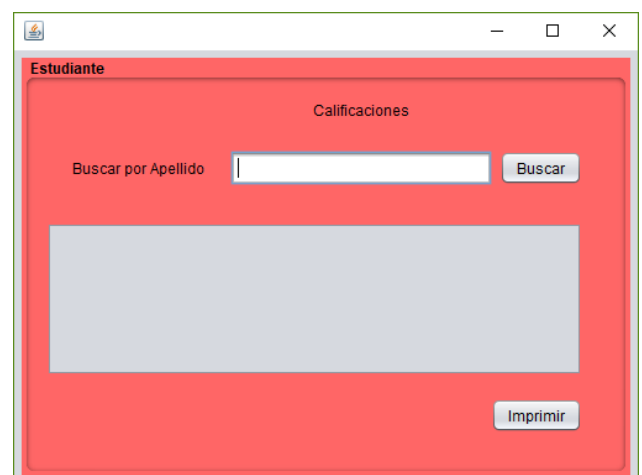 Estudiante
Calificaciones
Buscar por Apellido Buscar
Imprimir